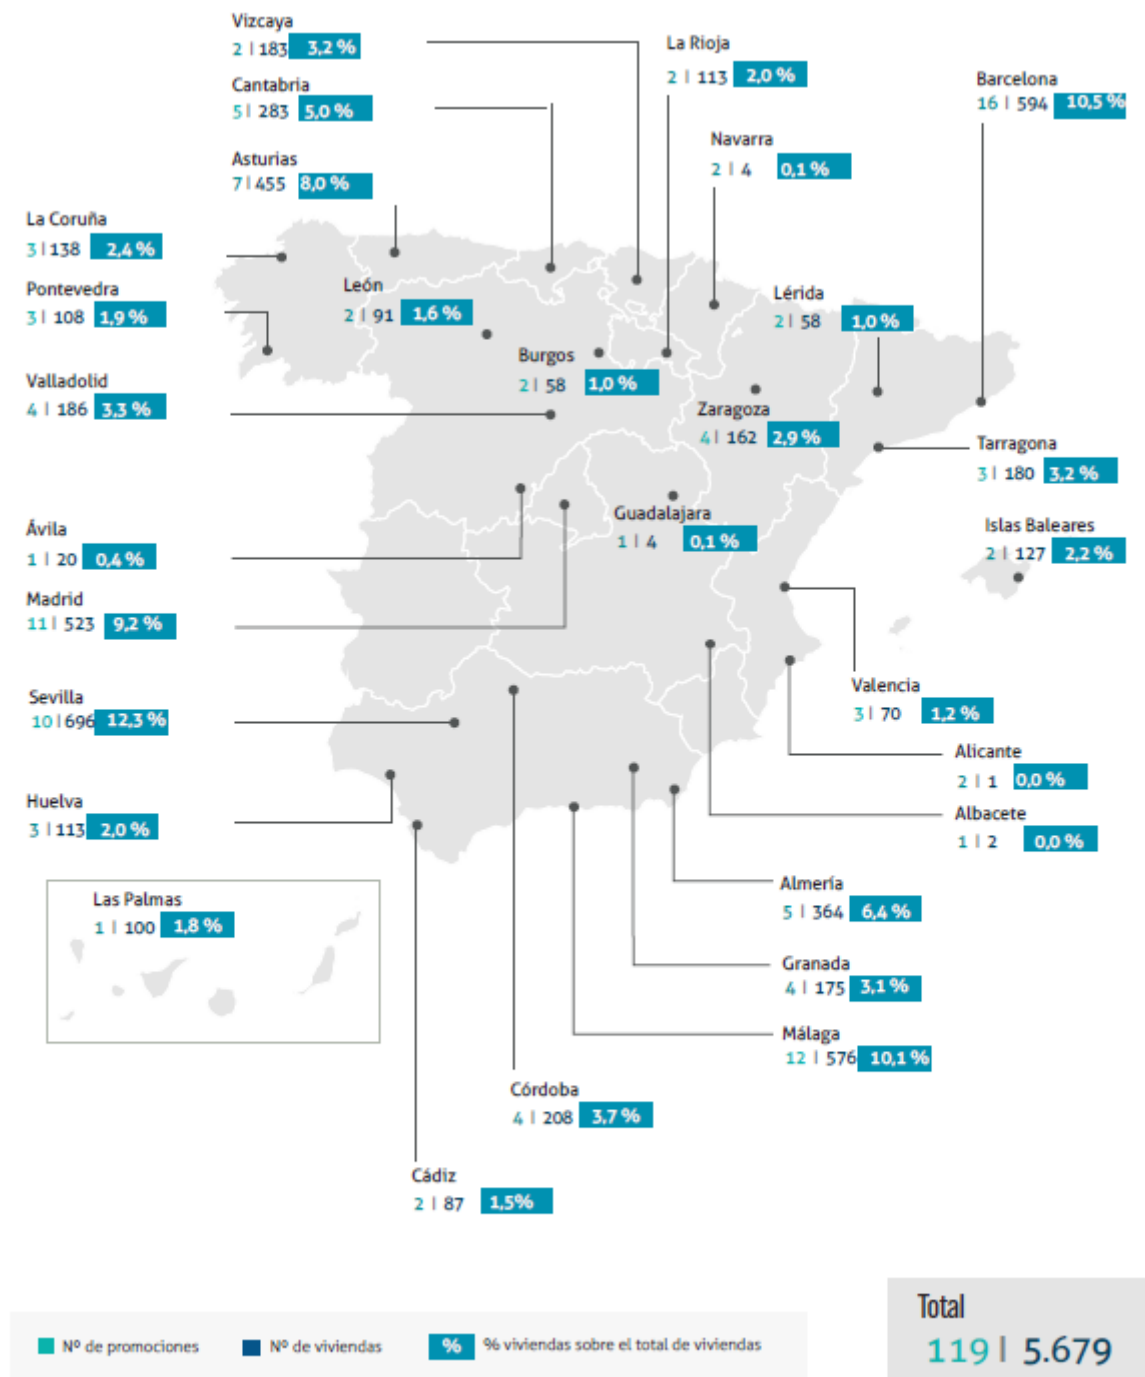 Vizcaya
2 | 183 3,2 %
Cantabria
5 | 283 5,0 %
Asturias
7 | 455 8,0 %
La Rioja
2 | 113 2,0 %
Navarra
2 | 4 0,1 %
Barcelona
16 | 594 10,5 %
La Coruña
3 | 138 2,4 %
Pontevedra
3 | 108 1,9 %
León
2 | 91 1,6 %
Lérida
2 | 58 1,0 %
Burgos
2 | 58 1,0 %
Valladolid
4 | 186 3,3 %
Zaragoza
4 | 162 2,9 %
Tarragona
3 | 180 3,2 %
Guadalajara
1 | 4 0,1 %
Islas Baleares
2 | 127 2,2 %
Ávila
1 | 20 0,4 %
Madrid
11 | 523 9,2 %
Sevilla
10 | 696 12,3 %
Valencia
3 | 70 1,2 %
Alicante
2 | 1 0,0 %
Huelva
3 | 113 2,0 %
Albacete
1 | 2 0,0 %
Las Palmas
1 | 100 1,8 %
Almería
5 | 364 6,4 %
Granada
4 | 175 3,1 %
Málaga
12 | 576 10,1 %
Córdoba
4 | 208 3,7 %
Cádiz
2 | 87 1,5%
Nº de promociones
Nº de viviendas
% % viviendas sobre el total de viviendas
Total
119 | 5.679